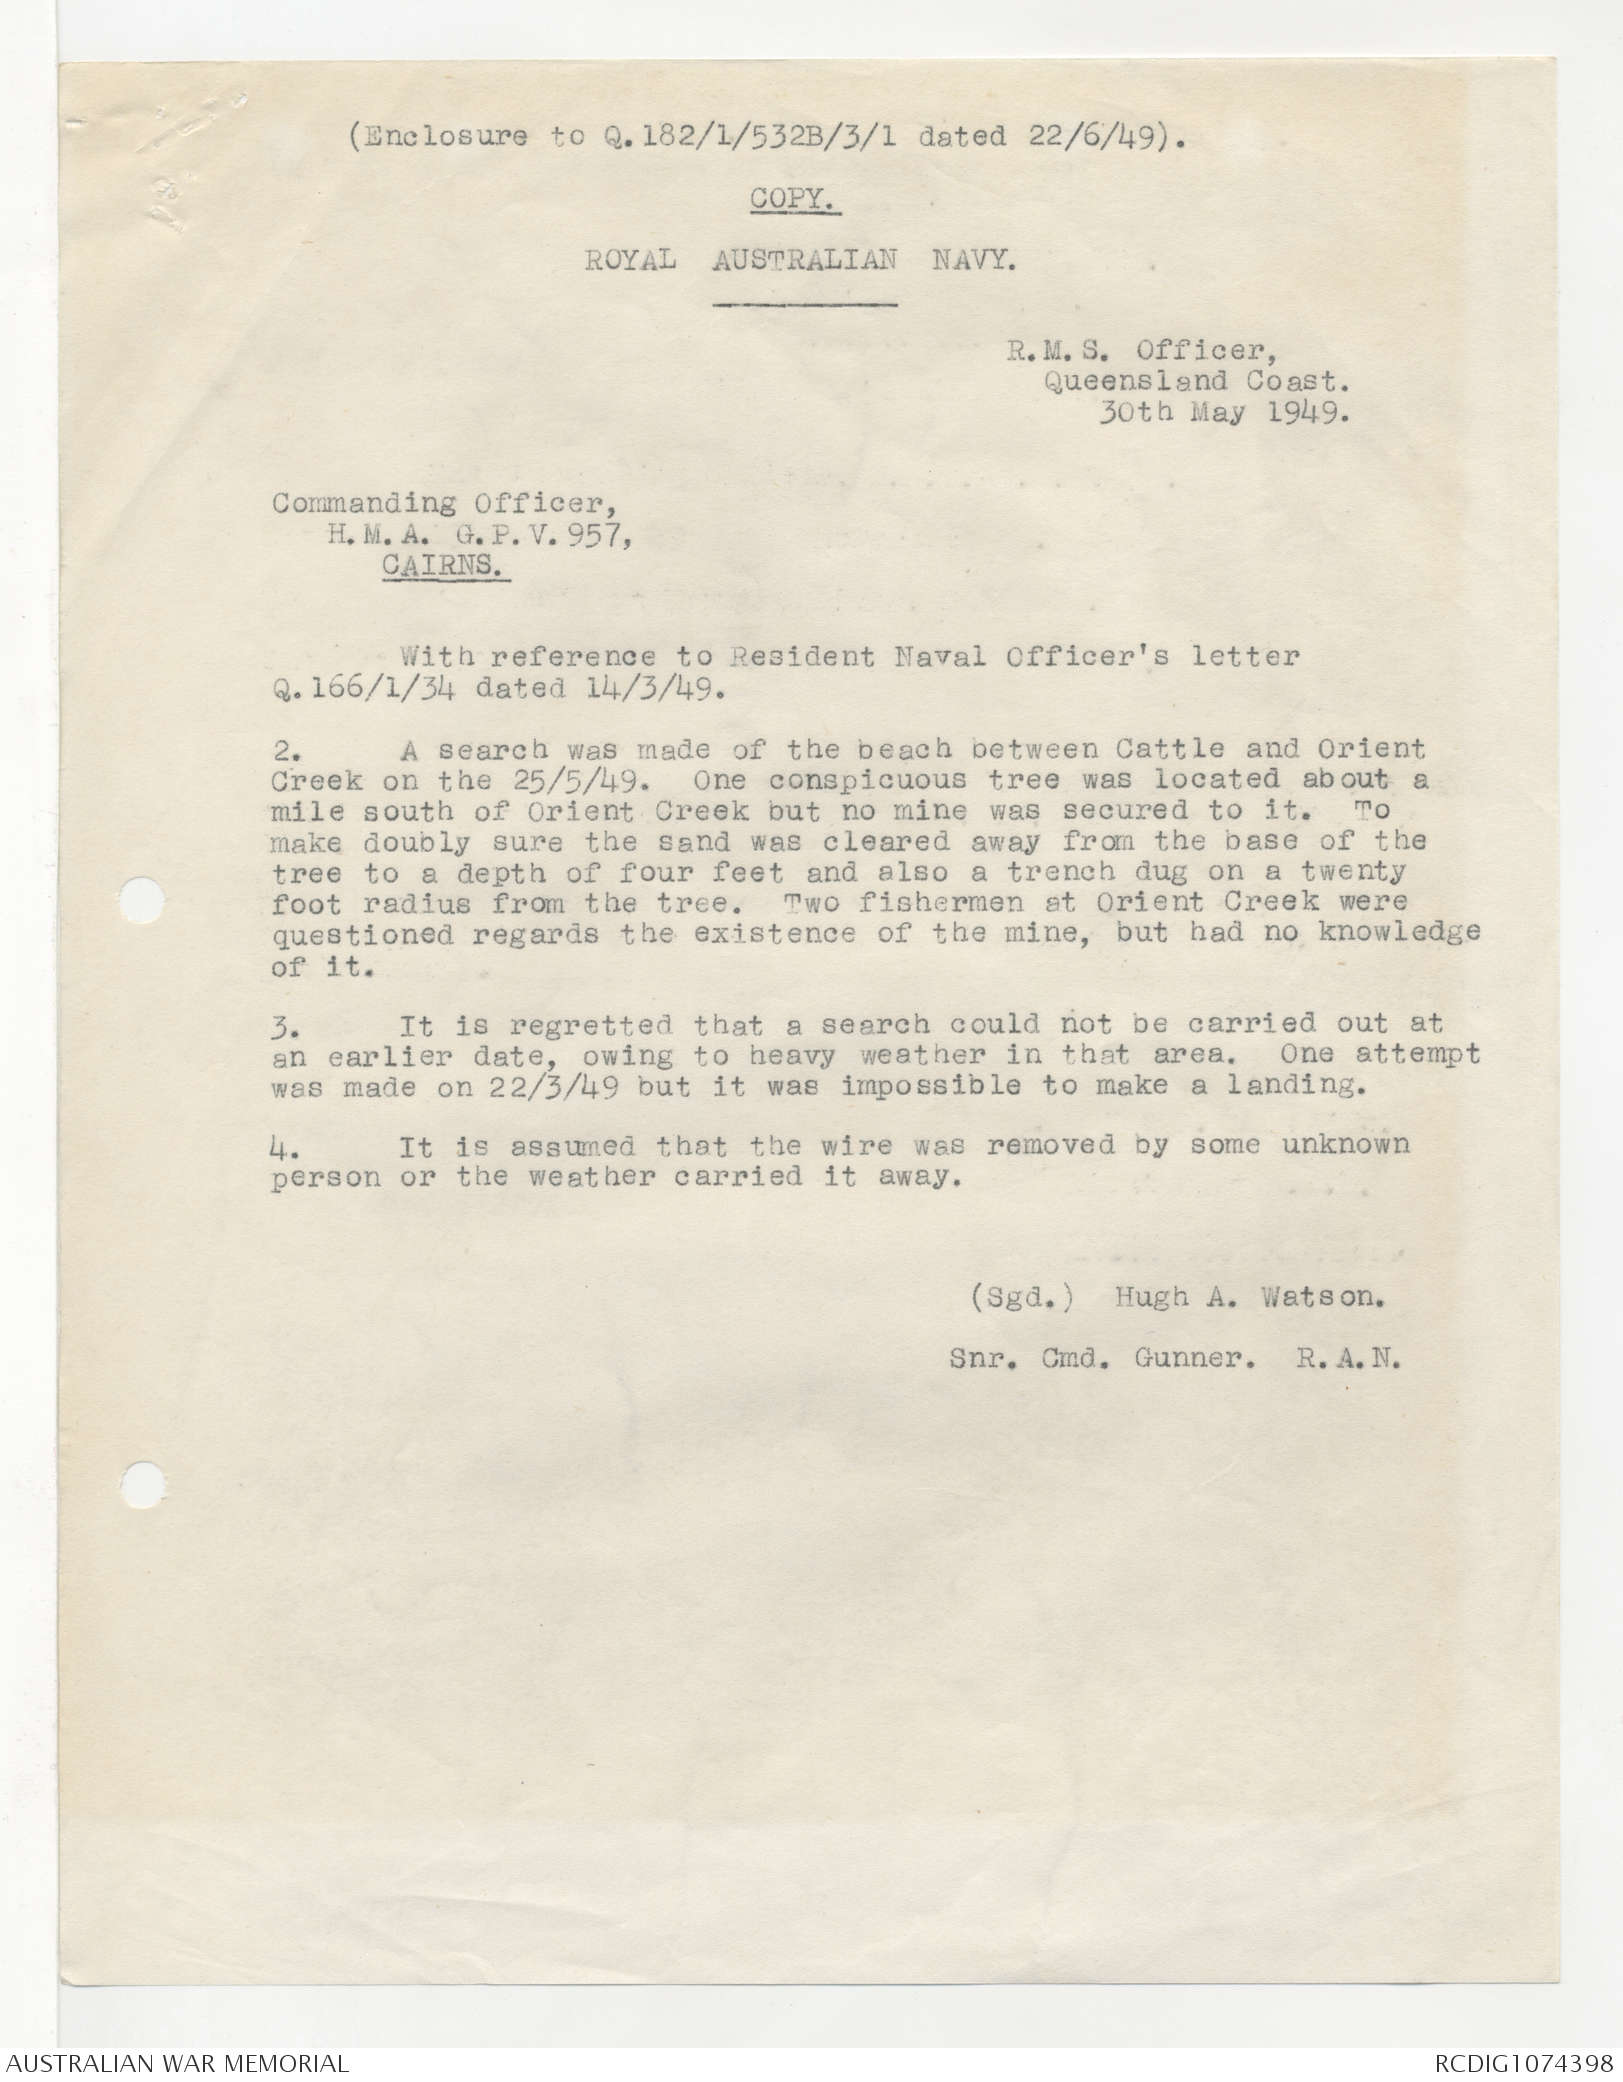 (Enclosure to Q.182/1/532B/3/1 dated 22/6/49).
COPY.
ROYAL AUSTRALIAN NAVY.
R.M.S. Officer,
Queensland Coast.
30th May 1949.
Commanding Officer,
H.M.A. G.P.V.957,
CAIRNS.
With reference to Resident Naval Officer's letter
Q.166/1/34 dated 14/3/49.
2. A search was made of the beach between Cattle and Orient
Creek on the 25/5/49. One conspicuous tree was located about a
mile south of Orient Creek but no mine was secured to it. To
make doubly sure the sand was cleared away from the base of the
tree to a depth of four feet and also a trench dug on a twenty
foot radius from the tree. Two fishermen at Orient Creek were
questioned regards the existence of the mine, but had no knowledge
of it.
3. It is regretted that a search could not be carried out at
an earlier date, owing to heavy weather in that area. One attempt
was made on 22/3/49 but it was impossible to make a landing.
4. It is assumed that the wire was removed by some unknown
person or the weather carried it away.
(Sgd.) Hugh A. Watson.
Snr. Cmd. Gunner. R.A.N.
AUSTRALIAN WAR MEMORIAL
RCDIG1074398